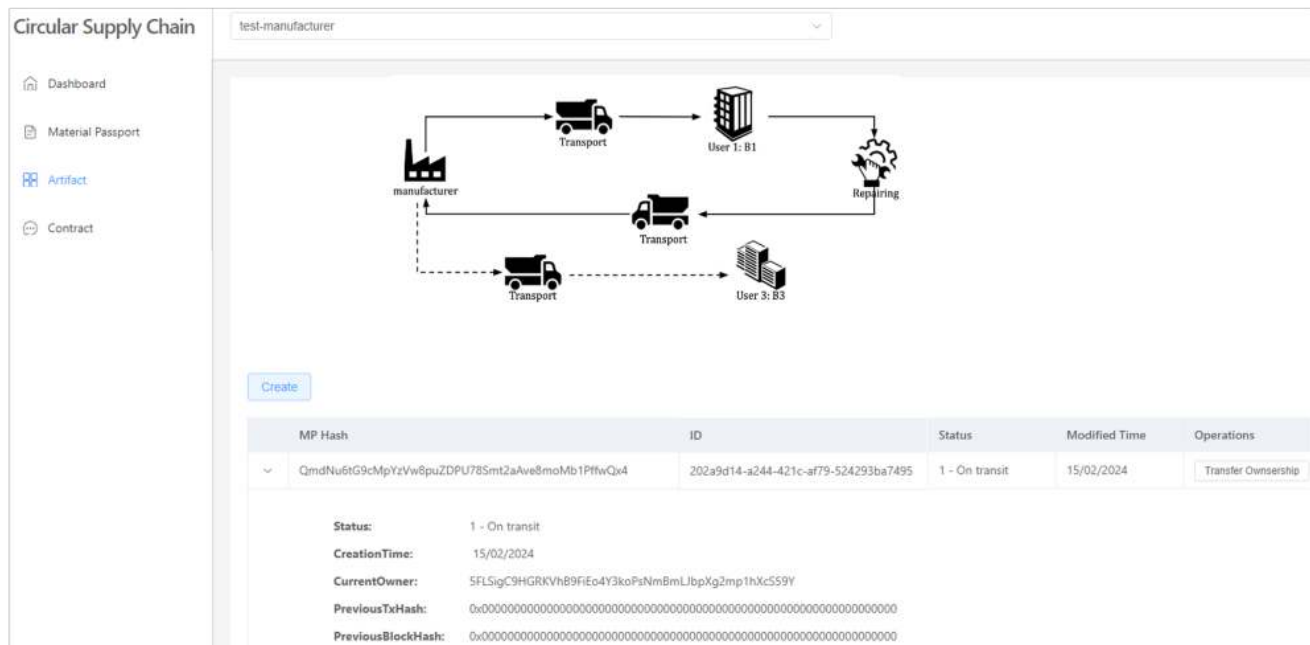 Circular Supply Chain
test-manufacturer
Dashboard
Material Passport
Artifact
Contract
Transport
User 1: B1
manufacturer
Repairing
Transport
Transport
User 3: B3
Create
MP Hash ID Status Modified Time Operations
QmdNu6tG9cMpYzVw8puZDPU78Smt2aAve8moMb1PffwQx4 202a9d14-a244-421c-af79-524293ba7495 1 - On transit 15/02/2024 Transfer Ownsership
Status: 1 - On transit
CreationTime: 15/02/2024
CurrentOwner: 5FLSigC9HGRKVhB9FiEo4Y3koPsNmBmLJbpXg2mp1hXcS59Y
PreviousTxHash: 0x0000000000000000000000000000000000000000000000000000000000000000
PreviousBlockHash: 0x0000000000000000000000000000000000000000000000000000000000000000